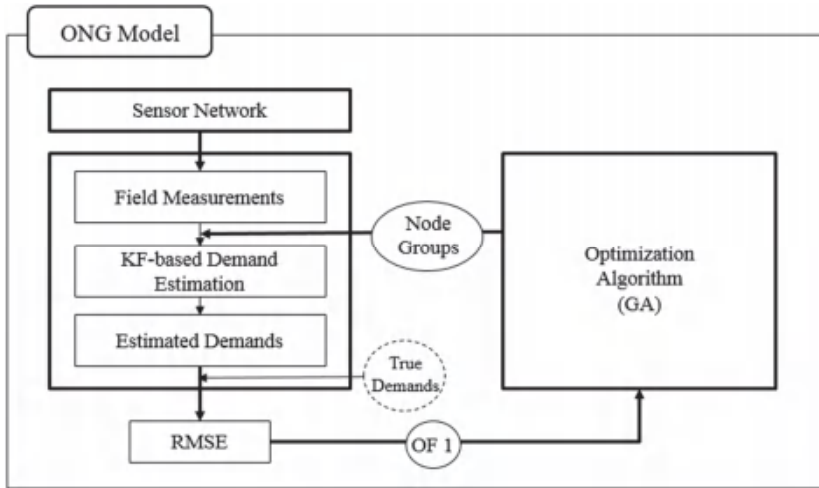 ONG Model
Sensor Network
Field Measurements
KF-based Demand
Estimation
Estimated Demands
RMSE
Node
Groups
True
Demands
OF 1
Optimization
Algorithm
(GA)